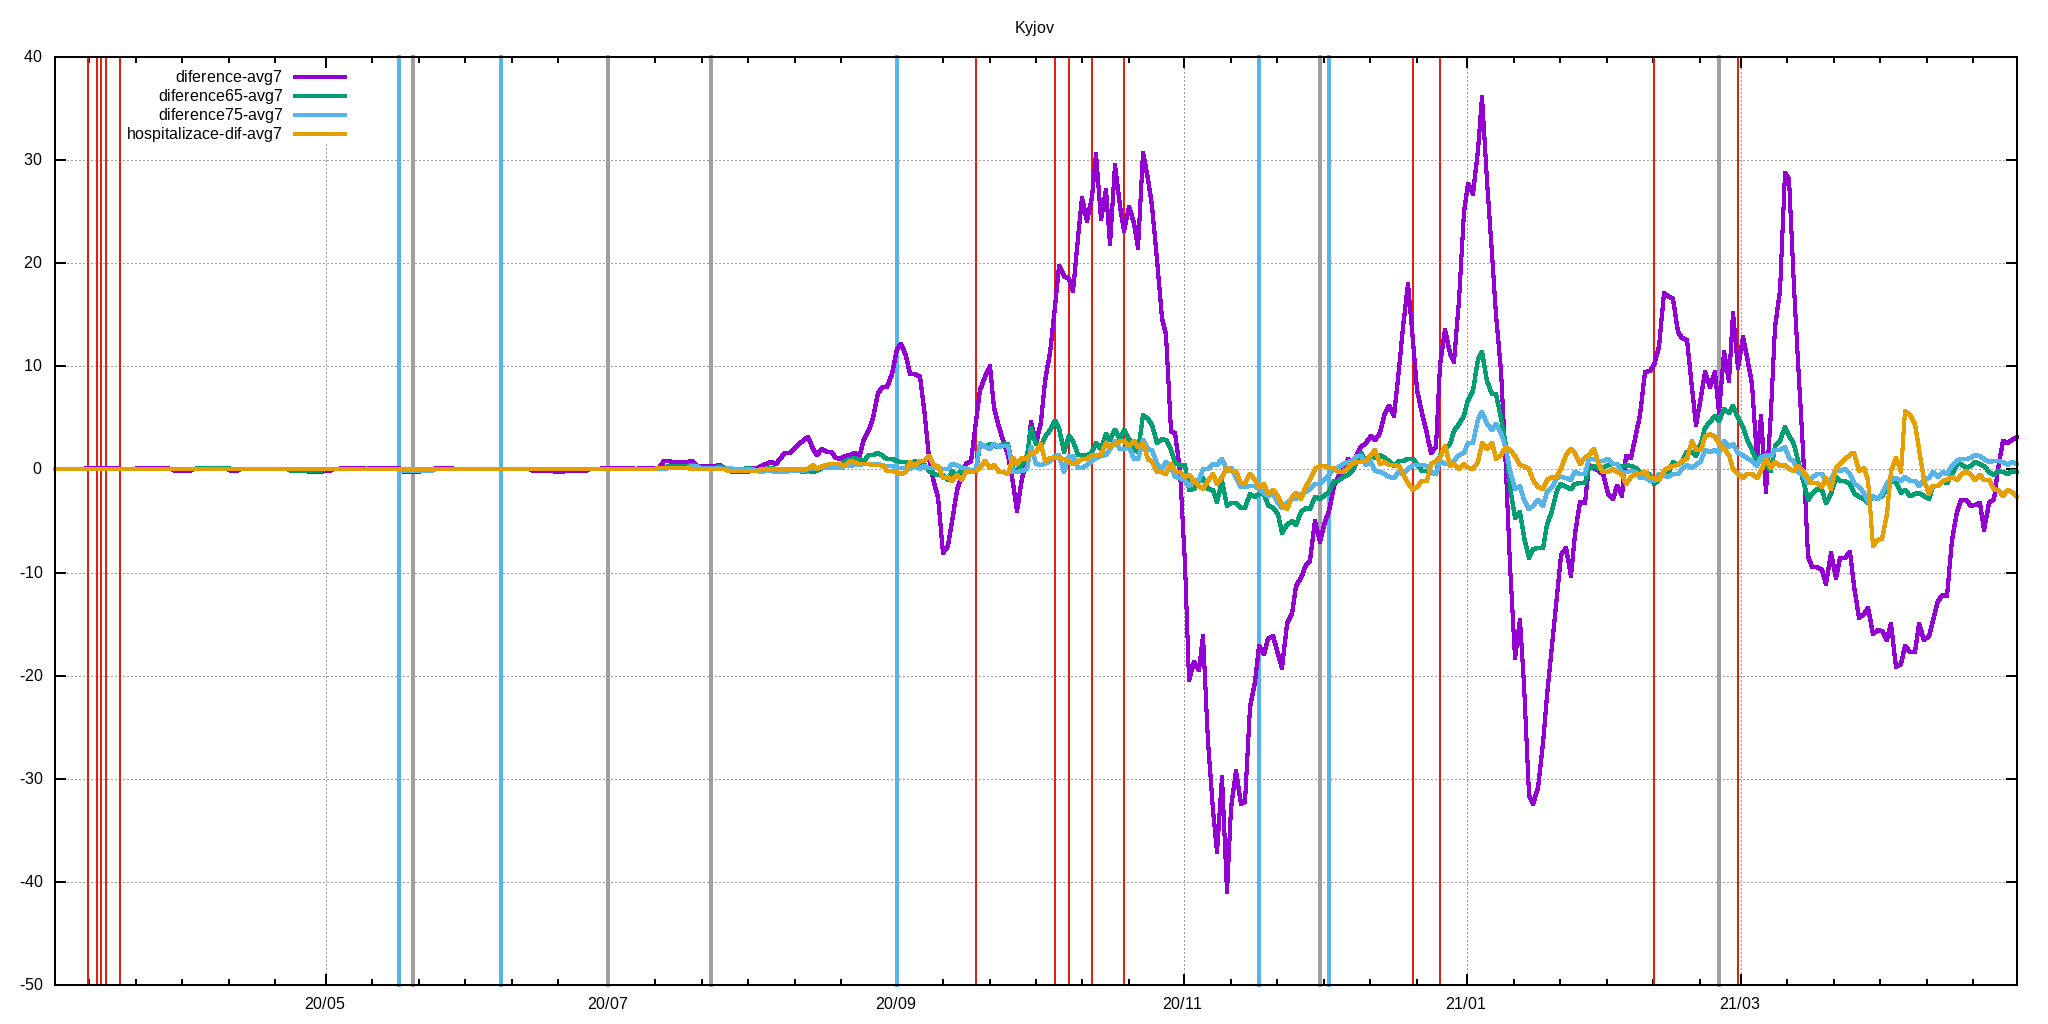 Kyjov
diference-avg7
diference65-avg7
diference75-avg7
hospitalizace-dif-avg7
40
30
20
10
0
-10
-20
-30
-40
-50
20/05 20/07 20/09 20/11 21/01 21/03